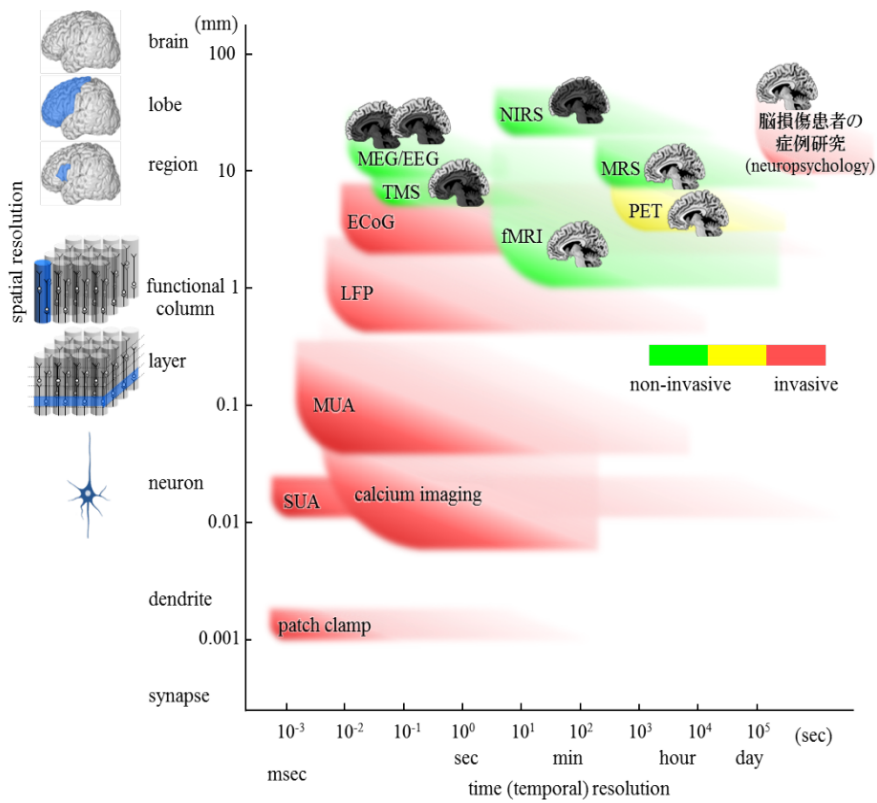 (mm)
brain
100
lobe
region
10
spatial resolution
functional
column
1
layer
0.1
neuron
0.01
dendrite
0.001
synapse
NIRS
MEG/EEG
TMS
MRS
脳損傷患者の
症例研究
(neuropsychology)
PET
ECoG
fMRI
LFP
non-invasive
invasive
MUA
SUA
calcium imaging
patch clamp
10⁻³
10⁻²
10⁻¹
10⁰
10¹
10²
10³
10⁴
10⁵
(sec)
msec
sec
min
hour
day
time (temporal) resolution